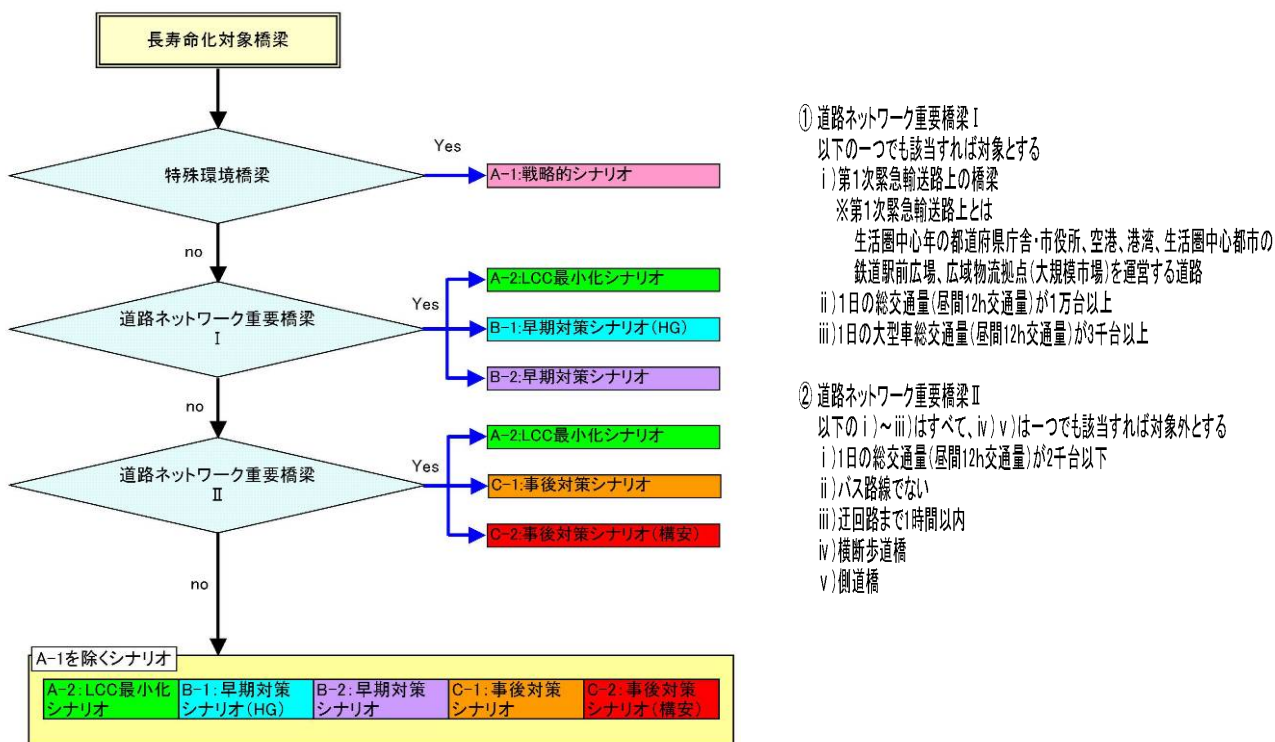 長寿命化対象橋梁
特殊環境橋梁
Yes
A-1:戦略的シナリオ
no
道路ネットワーク重要橋梁
Ⅰ
Yes
A-2:LCC最小化シナリオ
B-1:早期対策シナリオ(HG)
B-2:早期対策シナリオ
no
道路ネットワーク重要橋梁
Ⅱ
Yes
A-2:LCC最小化シナリオ
C-1:事後対策シナリオ
C-2:事後対策シナリオ(構安)
no
A-1を除くシナリオ
A-2:LCC最小化
シナリオ
B-1:早期対策
シナリオ(HG)
B-2:早期対策
シナリオ
C-1:事後対策
シナリオ
C-2:事後対策
シナリオ(構安)
① 道路ネットワーク重要橋梁Ⅰ
以下の一つでも該当すれば対象とする
ⅰ)第1次緊急輸送路上の橋梁
※第1次緊急輸送路上とは
生活圏中心年の都道府県庁舎・市役所、空港、港湾、生活圏中心都市の
鉄道駅前広場、広域物流拠点(大規模市場)を運営する道路
ⅱ)1日の総交通量(昼間12h交通量)が1万台以上
ⅲ)1日の大型車総交通量(昼間12h交通量)が3千台以上
② 道路ネットワーク重要橋梁Ⅱ
以下のⅰ)~ⅲ)はすべて、ⅳ)ⅴ)は一つでも該当すれば対象外とする
ⅰ)1日の総交通量(昼間12h交通量)が2千台以下
ⅱ)バス路線でない
ⅲ)迂回路まで1時間以内
ⅳ)横断歩道橋
ⅴ)側道橋